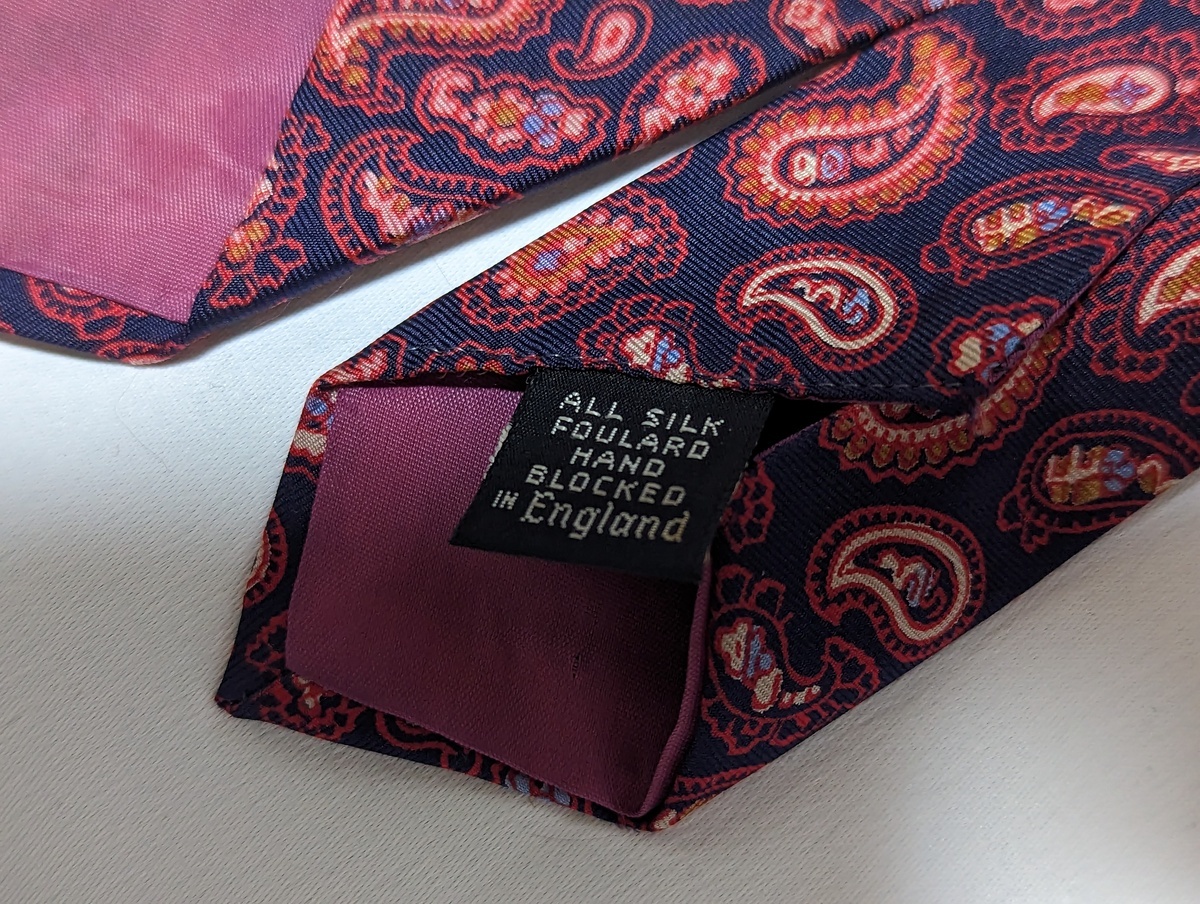 ALL SILK
FOULARD
HAND
BLOCKED
IN England